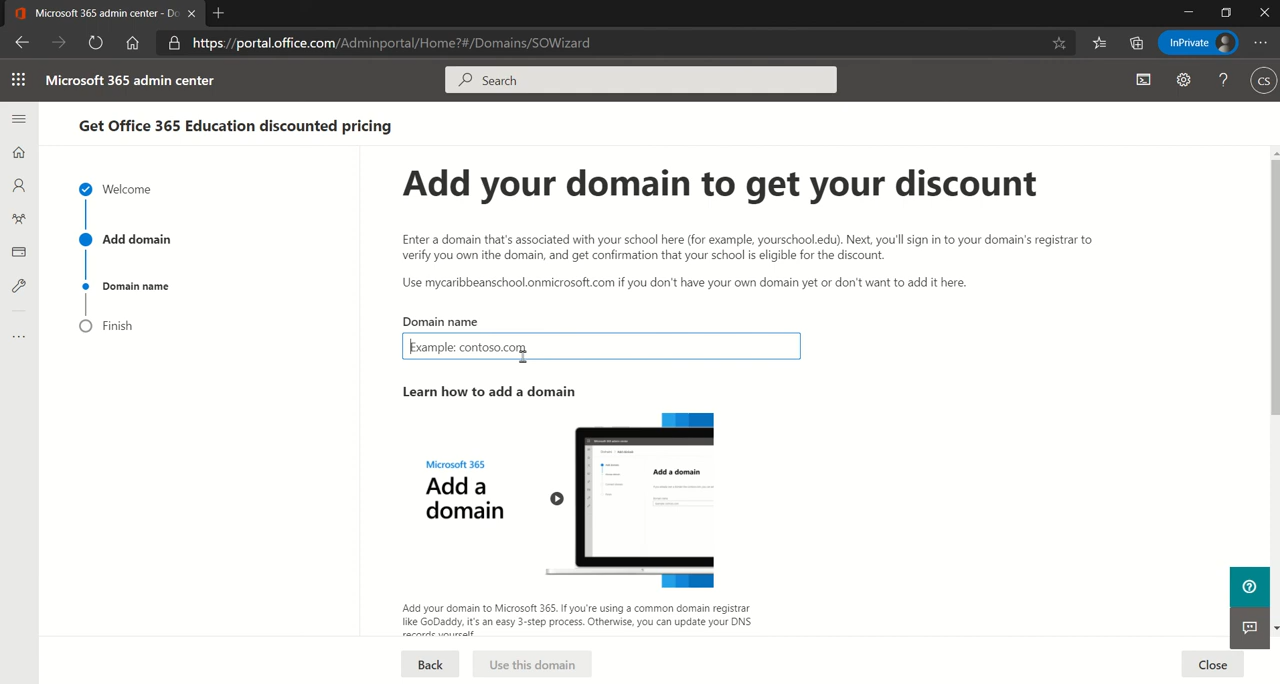 Microsoft 365 admin center - Do
https://portal.office.com/Adminportal/Home?#/Domains/SOWizard
InPrivate
Microsoft 365 admin center
Search
CS
Get Office 365 Education discounted pricing
Welcome
Add domain
Domain name
Finish
Add your domain to get your discount
Enter a domain that's associated with your school here (for example, yourschool.edu). Next, you'll sign in to your domain's registrar to
verify you own ithe domain, and get confirmation that your school is eligible for the discount.
Use mycaribbeanschool.onmicrosoft.com if you don't have your own domain yet or don't want to add it here.
Domain name
Example: contoso.com
Learn how to add a domain
Microsoft 365
Add a
domain
Add a domain
Add your domain to Microsoft 365. If you're using a common domain registrar
like GoDaddy, it's an easy 3-step process. Otherwise, you can update your DNS
records yourself
Back
Use this domain
Close